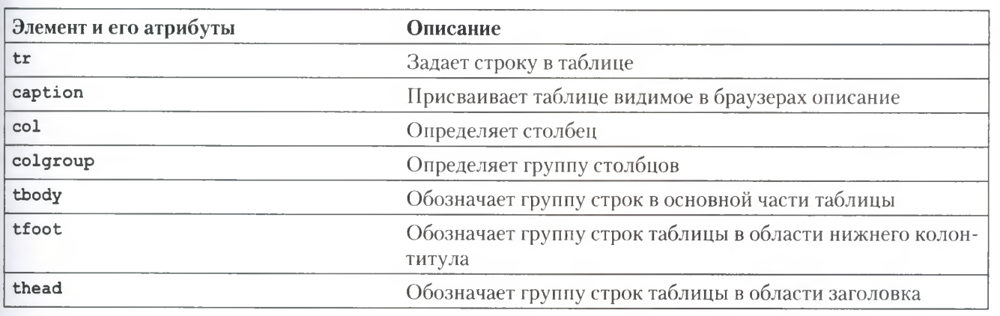 Элемент и его атрибуты Описание
tr Задает строку в таблице
caption Присваивает таблице видимое в браузерах описание
col Определяет столбец
colgroup Определяет группу столбцов
tbody Обозначает группу строк в основной части таблицы
tfoot Обозначает группу строк таблицы в области нижнего колон-
титула
thead Обозначает группу строк таблицы в области заголовка